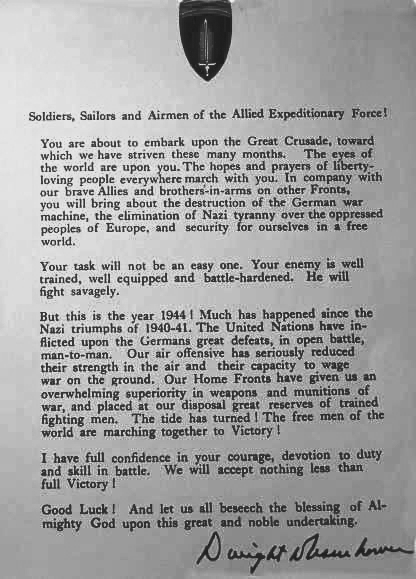 Soldiers, Sailors and Airmen of the Allied Expeditionary Force!
You are about to embark upon the Great Crusade, toward
which we have striven these many months. The eyes of
the world are upon you. The hopes and prayers of liberty-
loving people everywhere march with you. In company with
our brave Allies and brothers-in-arms on other Fronts,
you will bring about the destruction of the German war
machine, the elimination of Nazi tyranny over the oppressed
peoples of Europe, and security for ourselves in a free
world.
Your task will not be an easy one. Your enemy is well
trained, well equipped and battle-hardened. He will
fight savagely.
But this is the year 1944! Much has happened since the
Nazi triumphs of 1940-41. The United Nations have in-
flicted upon the Germans great defeats, in open battle,
man-to-man. Our air offensive has seriously reduced
their strength in the air and their capacity to wage
war on the ground. Our Home Fronts have given us an
overwhelming superiority in weapons and munitions of
war, and placed at our disposal great reserves of trained
fighting men. The tide has turned! The free men of the
world are marching together to Victory!
I have full confidence in your courage, devotion to duty
and skill in battle. We will accept nothing less than
full Victory!
Good Luck! And let us all beseech the blessing of Al-
mighty God upon this great and noble undertaking.
Dwight D Eisenhower